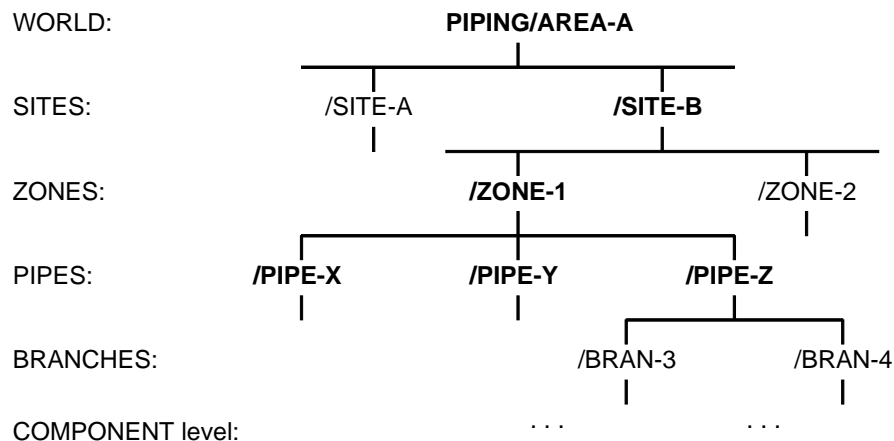 WORLD: PIPING/AREA-A
SITES: /SITE-A /SITE-B
ZONES: /ZONE-1 /ZONE-2
PIPES: /PIPE-X /PIPE-Y /PIPE-Z
BRANCHES: /BRAN-3 /BRAN-4
COMPONENT level: . . . . . .